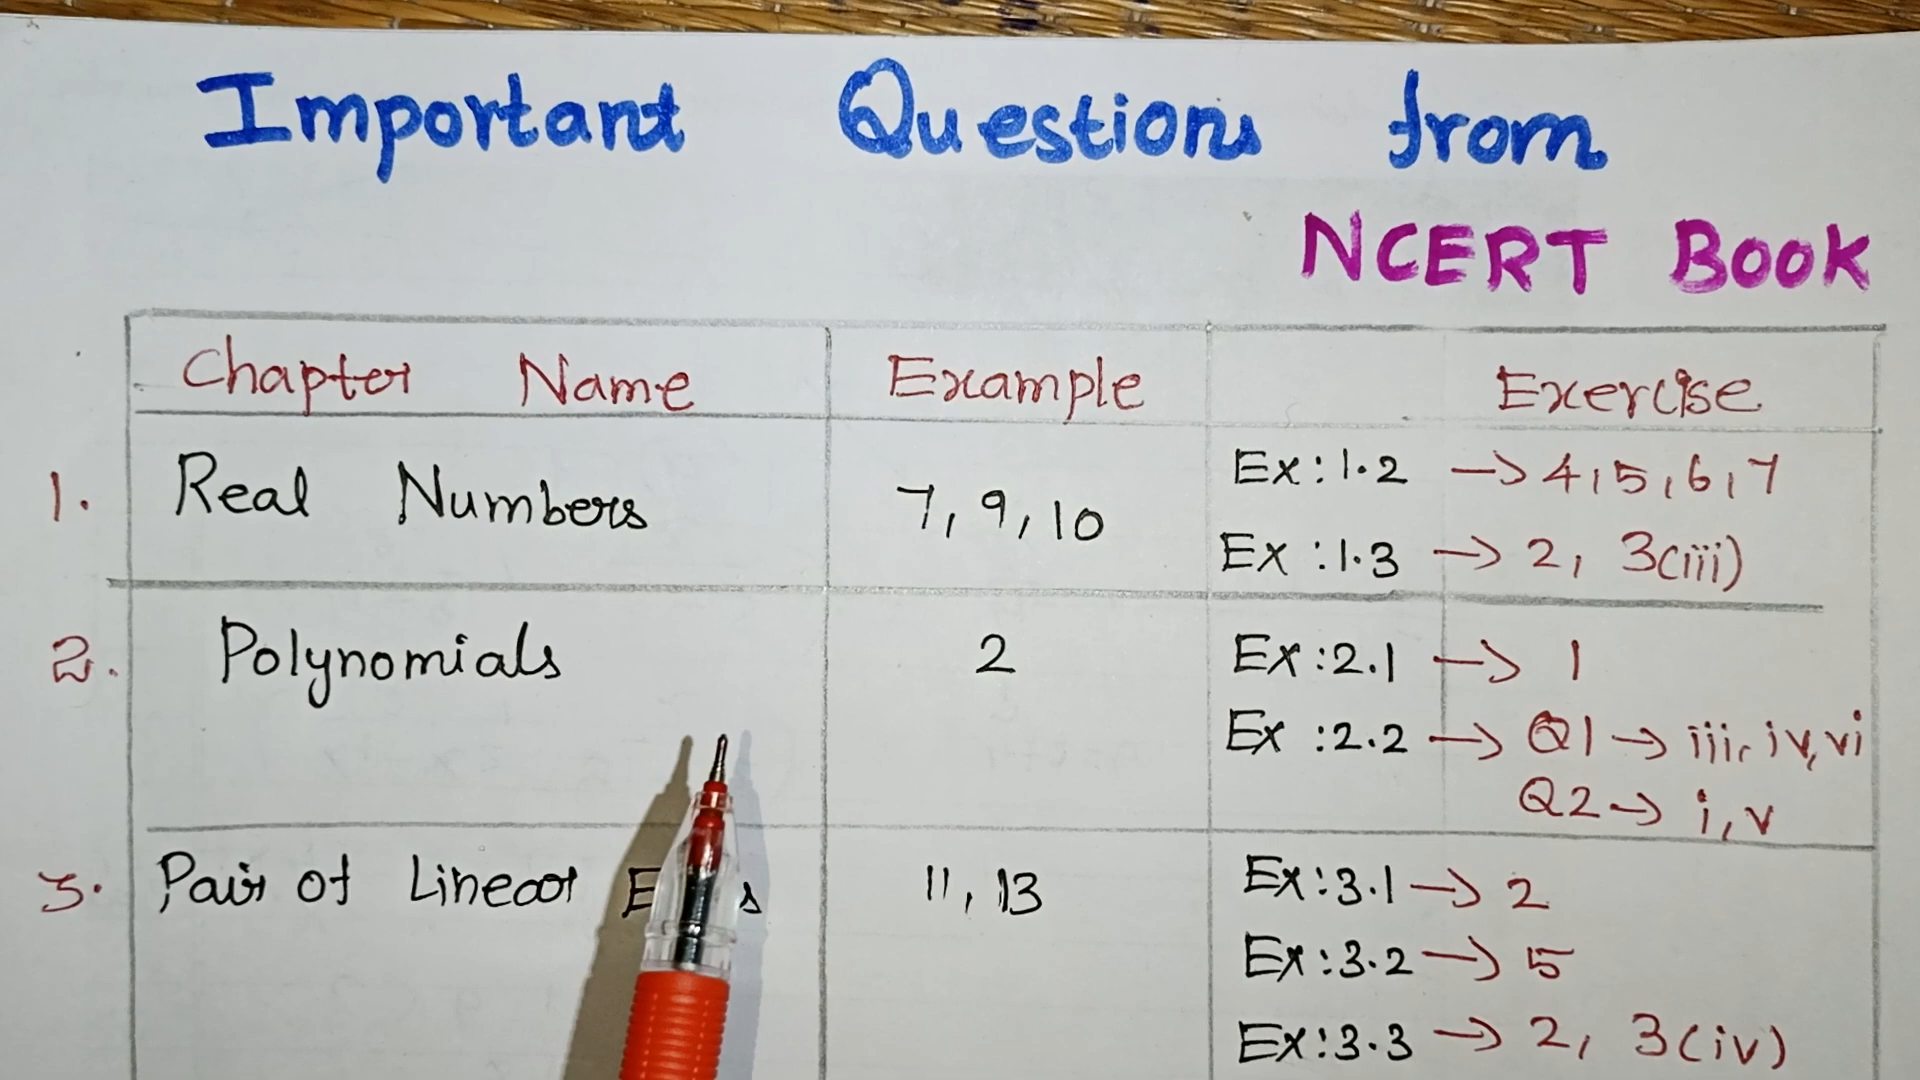 Important Questions from
NCERT Book
Chapter Name Example Exercise
1. Real Numbers 7, 9, 10 Ex : 1.2 → 4, 5, 6, 7
Ex : 1.3 → 2, 3(iii)
2. Polynomials 2 Ex : 2.1 → 1
Ex : 2.2 → Q1 → iii, iv, vi
Q2 → i, v
3. Pair of Linear 11, 13 Ex : 3.1 → 2
Ex : 3.2 → 5
Ex : 3.3 → 2, 3(iv)